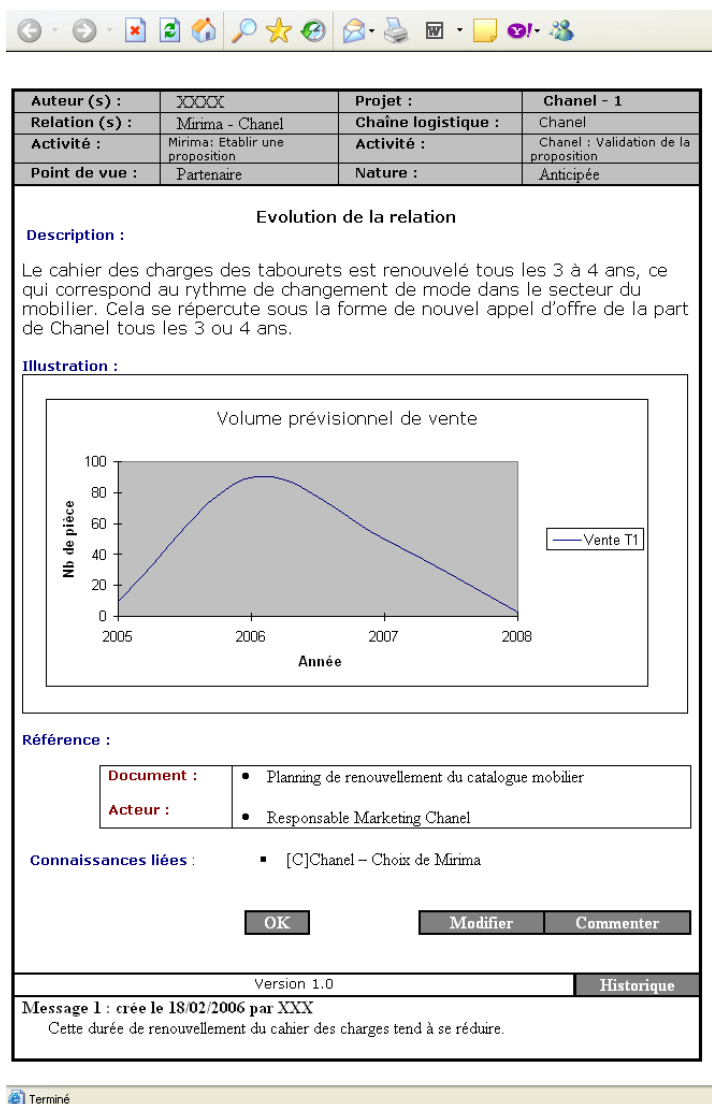 Auteur (s) : XXXX Projet : Chanel - 1
Relation (s) : Mirima - Chanel Chaîne logistique : Chanel
Activité : Mirima: Etablir une proposition Activité : Chanel : Validation de la proposition
Point de vue : Partenaire Nature : Anticipée
Evolution de la relation
Description :
Le cahier des charges des tabourets est renouvelé tous les 3 à 4 ans, ce
qui correspond au rythme de changement de mode dans le secteur du
mobilier. Cela se répercute sous la forme de nouvel appel d’offre de la part
de Chanel tous les 3 ou 4 ans.
Illustration :
Volume prévisionnel de vente
Nb de pièce
100
80
60
40
20
0
2005 2006 2007 2008
Année
Vente T1
Référence :
Document : • Planning de renouvellement du catalogue mobilier
Acteur : • Responsable Marketing Chanel
Connaissances liées : ▪ [C]Chanel – Choix de Mirima
OK Modifier Commenter
Version 1.0 Historique
Message 1 : crée le 18/02/2006 par XXX
Cette durée de renouvellement du cahier des charges tend à se réduire.
Terminé